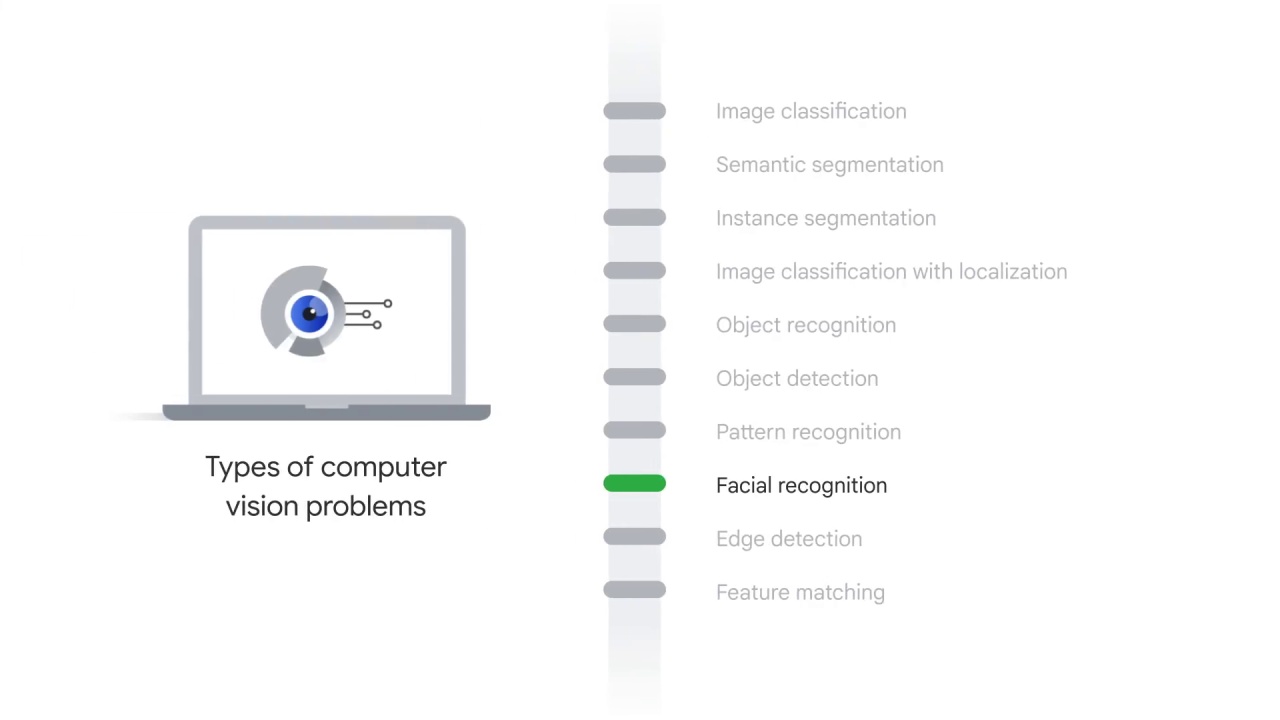 Types of computer
vision problems
Image classification
Semantic segmentation
Instance segmentation
Image classification with localization
Object recognition
Object detection
Pattern recognition
Facial recognition
Edge detection
Feature matching